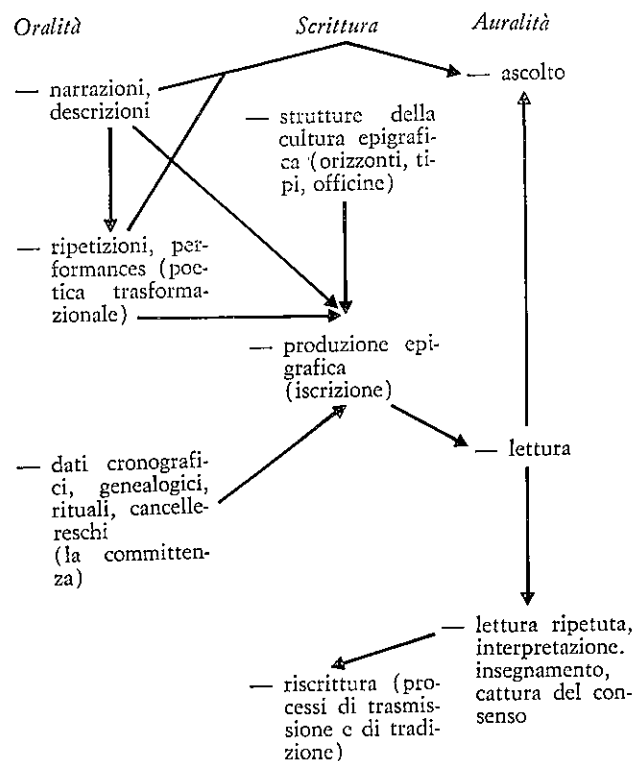 Oralità
Scrittura
Auralità
— narrazioni,
descrizioni
— ascolto
— strutture della
cultura epigrafi-
ca (orizzonti, ti-
pi, officine)
— ripetizioni, per-
formances (poe-
tica trasforma-
zionale)
— produzione epi-
grafica
(iscrizione)
— lettura
— dati cronografi-
ci, genealogici,
rituali, cancelle-
reschi
(la committen-
za)
— lettura ripetuta,
interpretazione.
insegnamento,
cattura del con-
senso
— riscrittura (pro-
cessi di trasmis-
sione e di tradi-
zione)